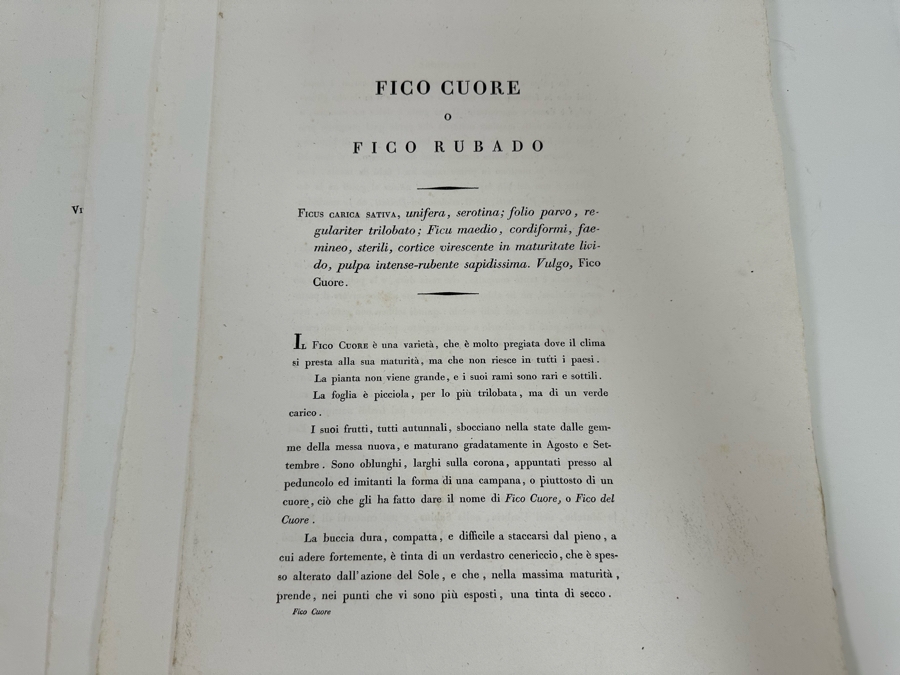 FICO CUORE
O
FICO RUBADO
Vi
Ficus carica sativa, unifera, serotina; folio parvo, re-
gulariter trilobato; Ficu maedio, cordiformi, fae-
mineo, sterili, cortice virescente in maturitate livi-
do, pulpa intense-rubente sapidissima. Vulgo, Fico
Cuore.
Il Fico Cuore è una varietà, che è molto pregiata dove il clima
si presta alla sua maturità, ma che non riesce in tutti i paesi.
La pianta non viene grande, e i suoi rami sono rari e sottili.
La foglia è picciola, per lo più trilobata, ma di un verde
carico.
I suoi frutti, tutti autunnali, sbocciano nella state dalle gem-
me della messa nuova, e maturano gradatamente in Agosto e Set-
tembre. Sono oblunghi, larghi sulla corona, appuntati presso al
peduncolo ed imitanti la forma di una campana, o piuttosto di un
cuore, ciò che gli ha fatto dare il nome di Fico Cuore, o Fico del
Cuore.
La buccia dura, compatta, e difficile a staccarsi dal pieno, a
cui adere fortemente, è tinta di un verdastro cenericcio, che è spes-
so alterato dall'azione del Sole, e che, nella massima maturità,
prende, nei punti che vi sono più esposti, una tinta di secco.
Fico Cuore